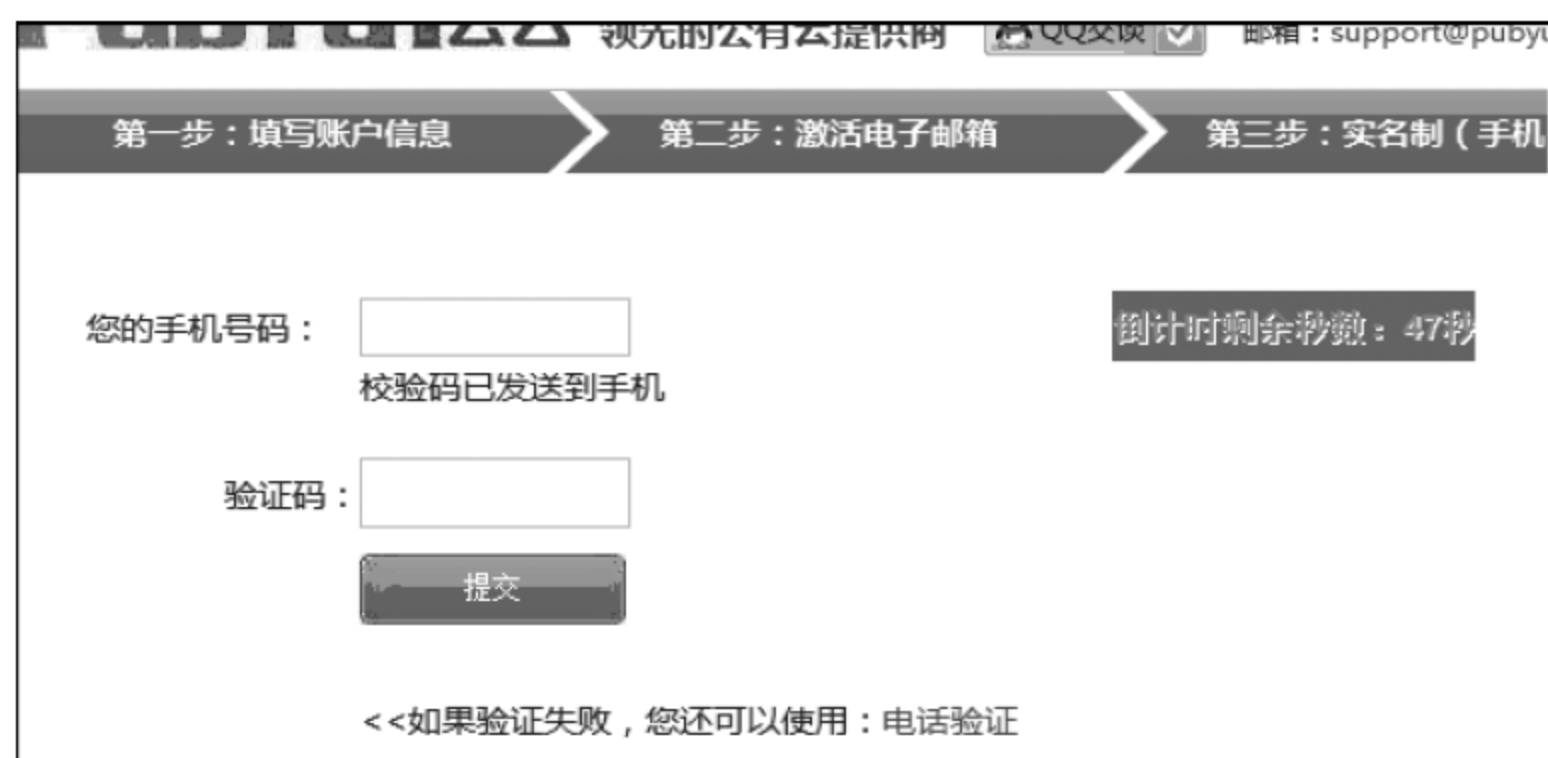 领先的公有云提供商 QQ交谈 邮箱：support@puby
第一步：填写账户信息 第二步：激活电子邮箱 第三步：实名制（手机
您的手机号码： 倒计时剩余秒数：47秒
校验码已发送到手机
验证码：
提交
<<如果验证失败，您还可以使用：电话验证